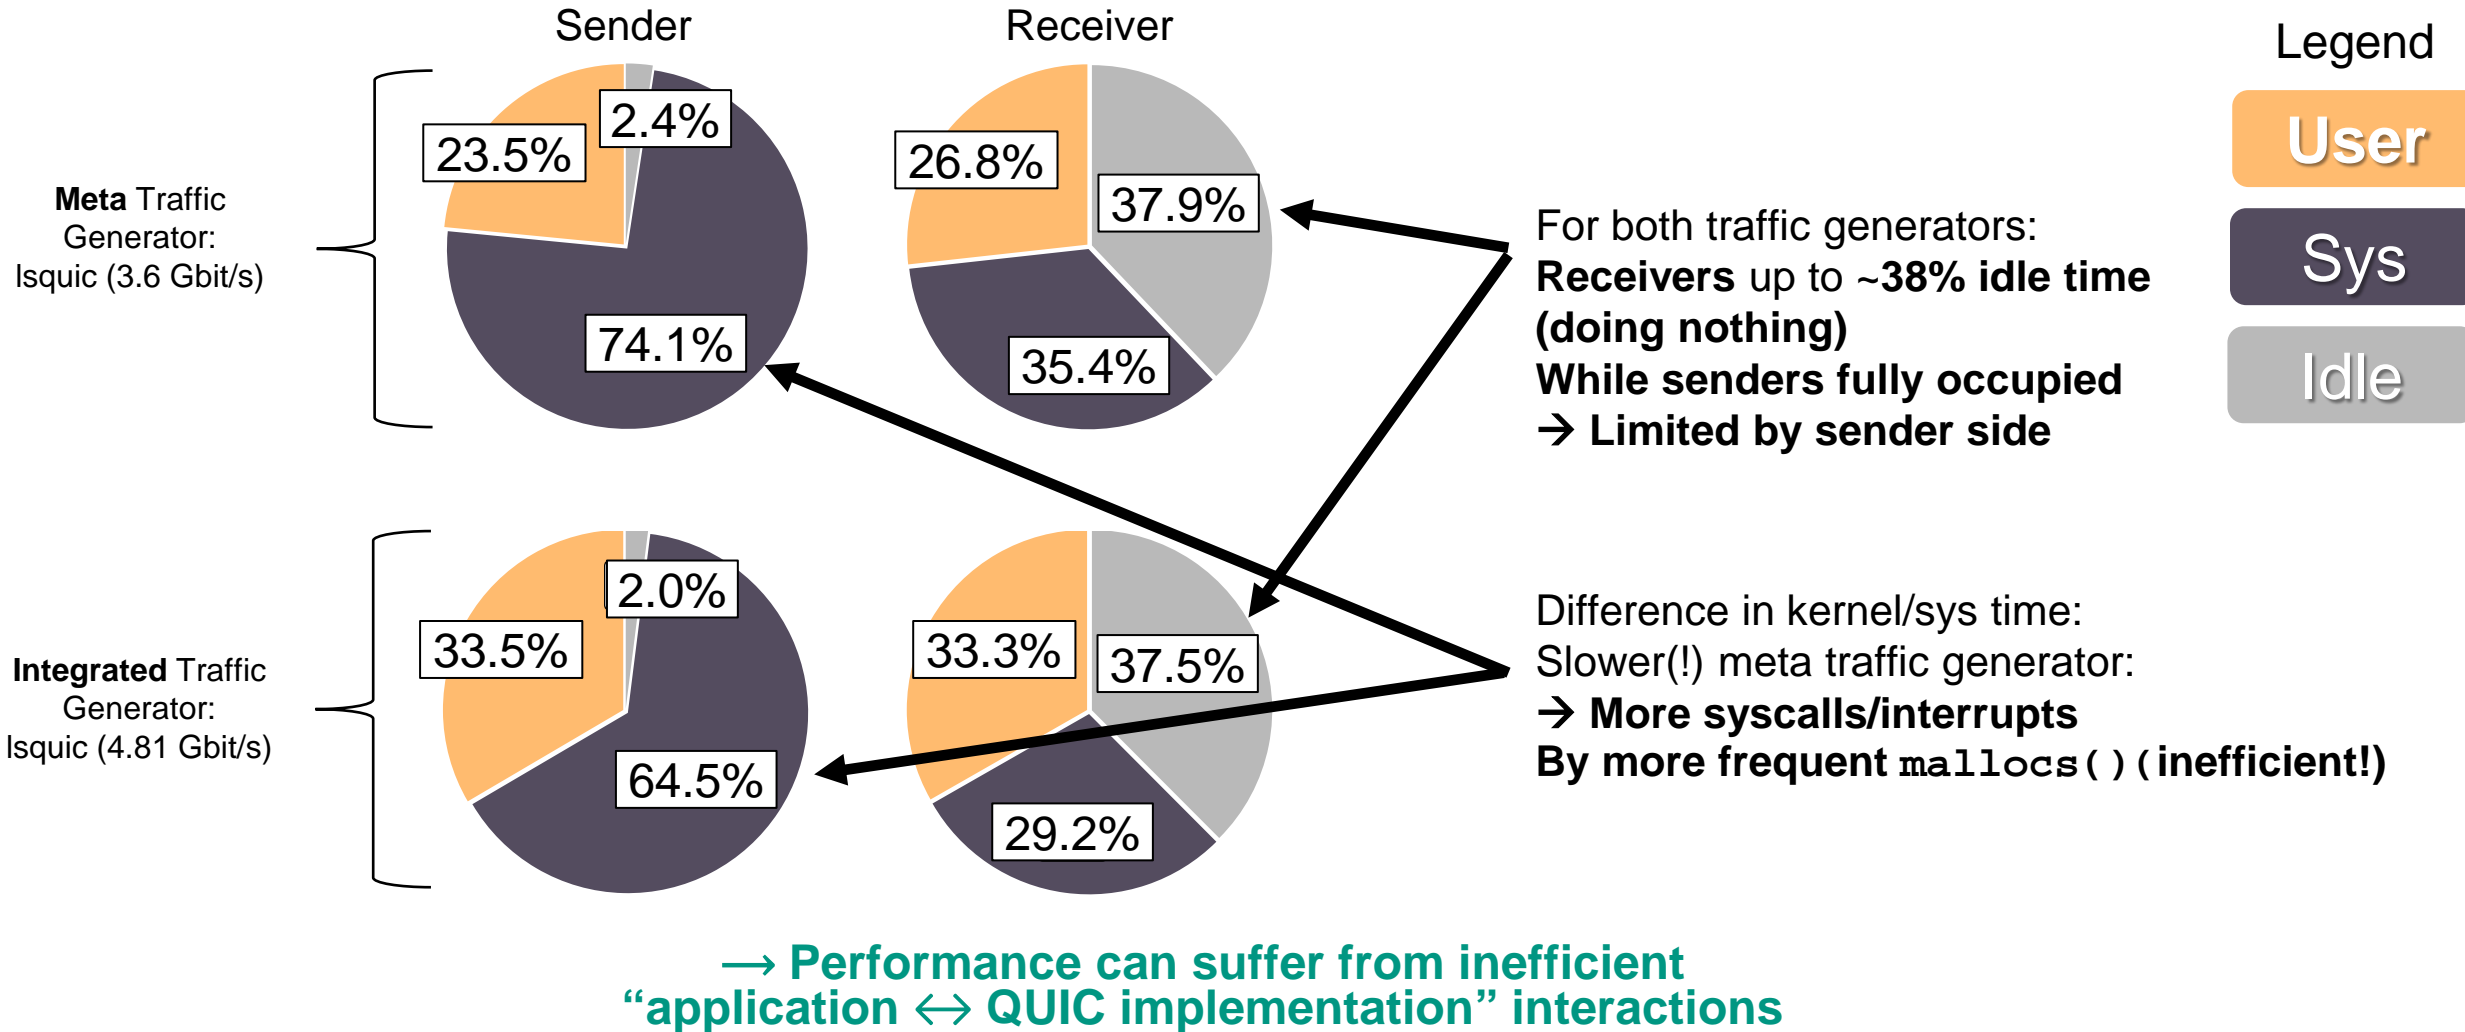 Sender
Receiver
Legend
User
Sys
Idle
Meta Traffic
Generator:
lsquic (3.6 Gbit/s)
23.5%
2.4%
74.1%
26.8%
37.9%
35.4%
For both traffic generators:
Receivers up to ~38% idle time
(doing nothing)
While senders fully occupied
→ Limited by sender side
Integrated Traffic
Generator:
lsquic (4.81 Gbit/s)
33.5%
2.0%
64.5%
33.3%
37.5%
29.2%
Difference in kernel/sys time:
Slower(!) meta traffic generator:
→ More syscalls/interrupts
By more frequent mallocs()(inefficient!)
→ Performance can suffer from inefficient
“application ↔ QUIC implementation” interactions